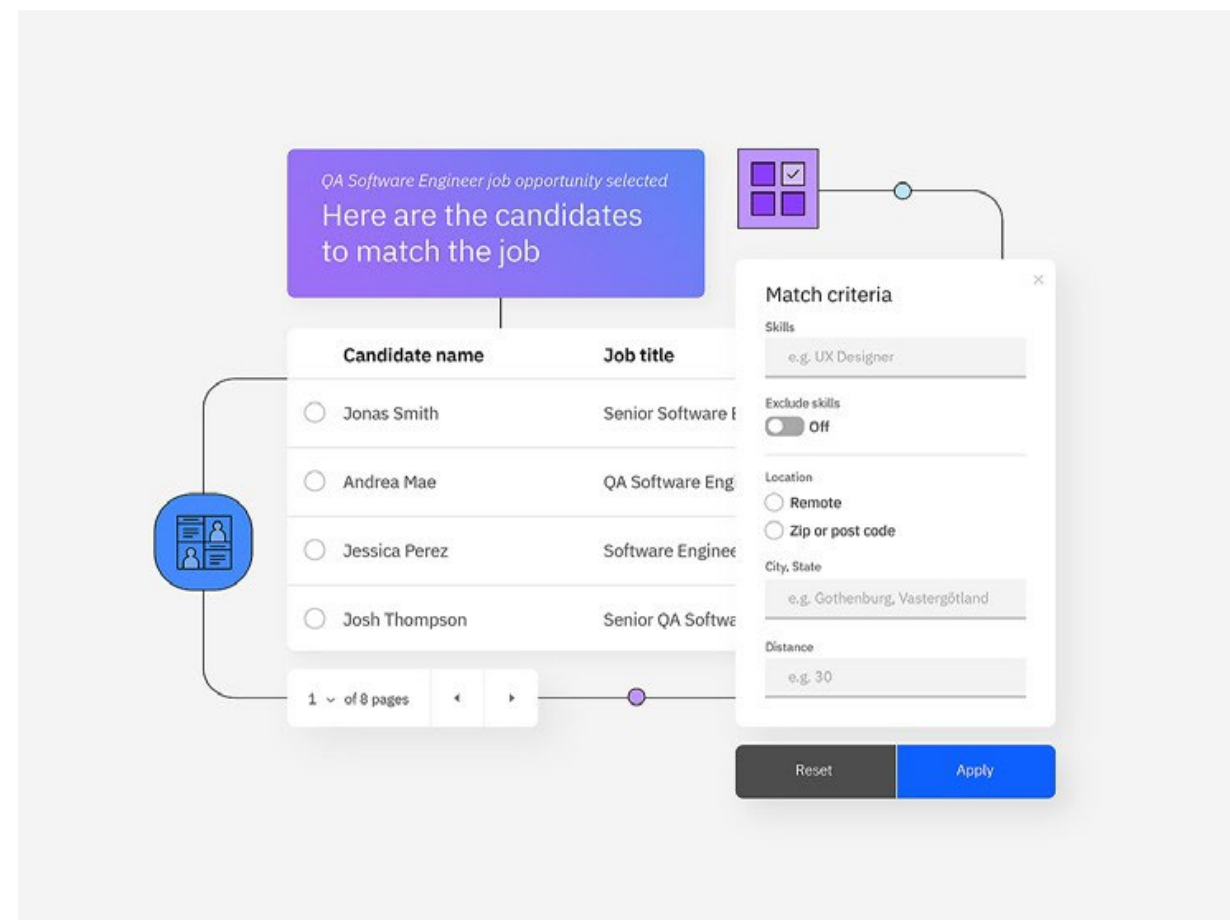 QA Software Engineer job opportunity selected
Here are the candidates
to match the job
Candidate name Job title
Jonas Smith Senior Software
Andrea Mae QA Software Eng
Jessica Perez Software Enginee
Josh Thompson Senior QA Softwa
1 of 8 pages
Match criteria
Skills
e.g. UX Designer
Exclude skills
Off
Location
Remote
Zip or post code
City, State
e.g. Gothenburg, Vastergötland
Distance
e.g. 30
Reset Apply